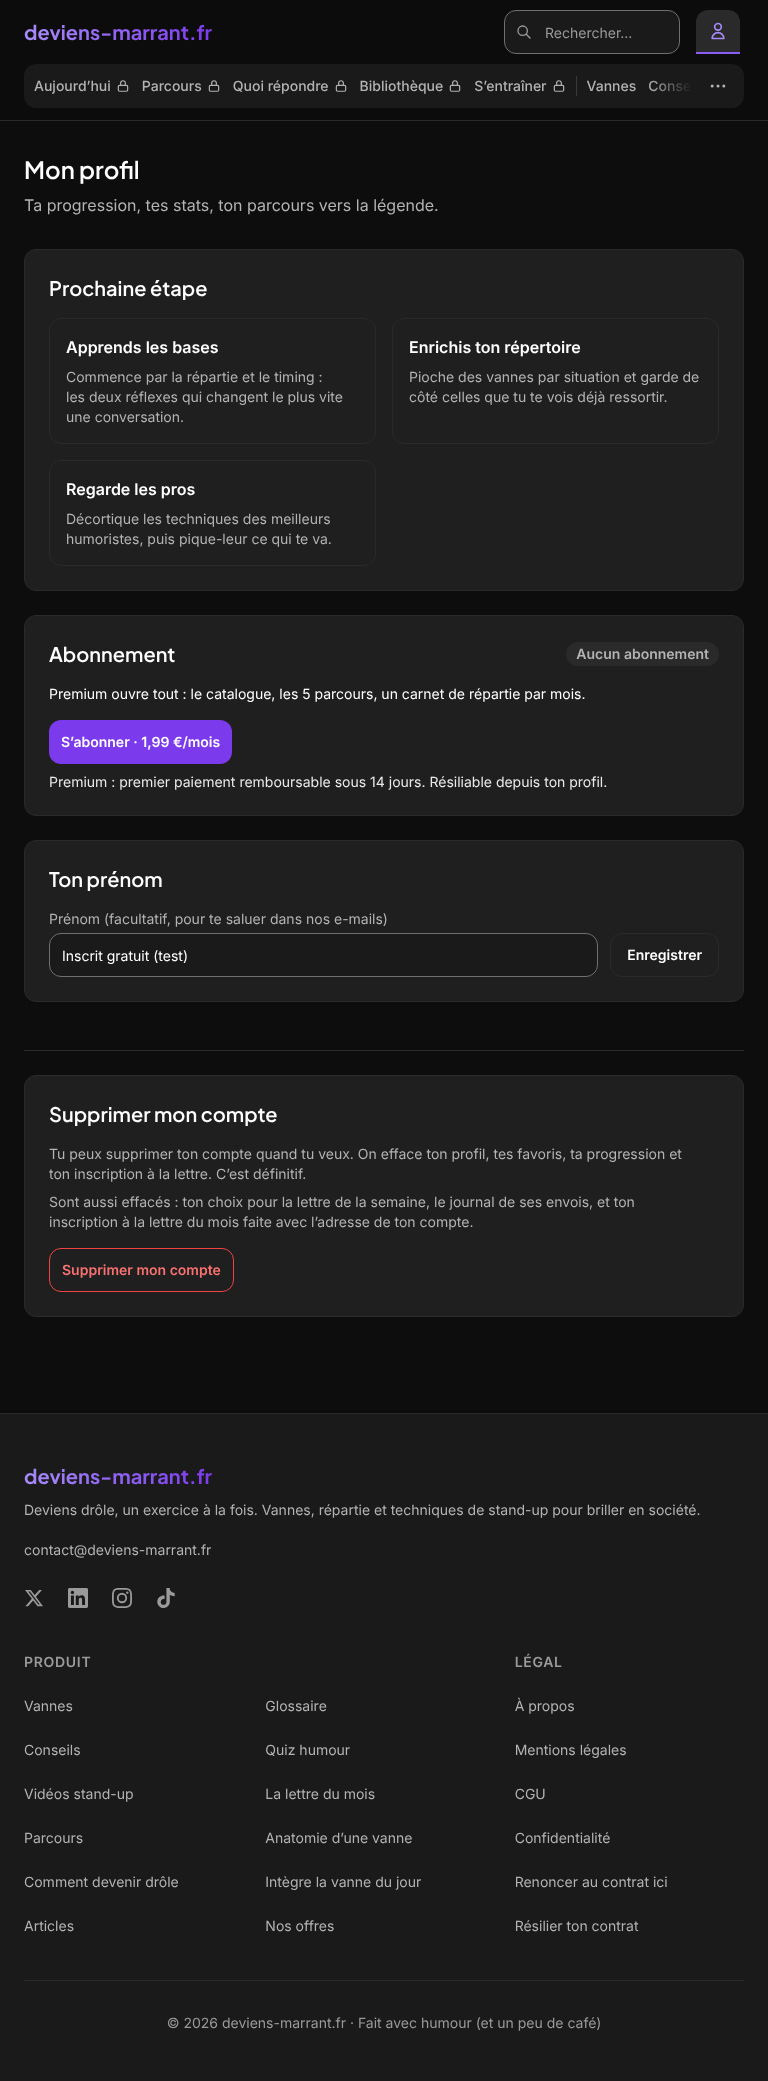 deviens-marrant.fr
Rechercher...
Aujourd’hui
Parcours
Quoi répondre
Bibliothèque
S’entraîner
Vannes
Mon profil
Ta progression, tes stats, ton parcours vers la légende.
Prochaine étape
Apprends les bases
Commence par la répartie et le timing :
les deux réflexes qui changent le plus vite
une conversation.
Enrichis ton répertoire
Pioche des vannes par situation et garde de
côté celles que tu te vois déjà ressortir.
Regarde les pros
Décortique les techniques des meilleurs
humoristes, puis pique-leur ce qui te va.
Abonnement
Aucun abonnement
Premium ouvre tout : le catalogue, les 5 parcours, un carnet de répartie par mois.
S’abonner · 1,99 €/mois
Premium : premier paiement remboursable sous 14 jours. Résiliable depuis ton profil.
Ton prénom
Prénom (facultatif, pour te saluer dans nos e-mails)
Inscrit gratuit (test)
Enregistrer
Supprimer mon compte
Tu peux supprimer ton compte quand tu veux. On efface ton profil, tes favoris, ta progression et
ton inscription à la lettre. C’est définitif.
Sont aussi effacés : ton choix pour la lettre de la semaine, le journal de ses envois, et ton
inscription à la lettre du mois faite avec l’adresse de ton compte.
Supprimer mon compte
deviens-marrant.fr
Deviens drôle, un exercice à la fois. Vannes, répartie et techniques de stand-up pour briller en société.
contact@deviens-marrant.fr
PRODUIT
Vannes
Conseils
Vidéos stand-up
Parcours
Comment devenir drôle
Articles
Glossaire
Quiz humour
La lettre du mois
Anatomie d’une vanne
Intègre la vanne du jour
Nos offres
LÉGAL
À propos
Mentions légales
CGU
Confidentialité
Renoncer au contrat ici
Résilier ton contrat
© 2026 deviens-marrant.fr · Fait avec humour (et un peu de café)